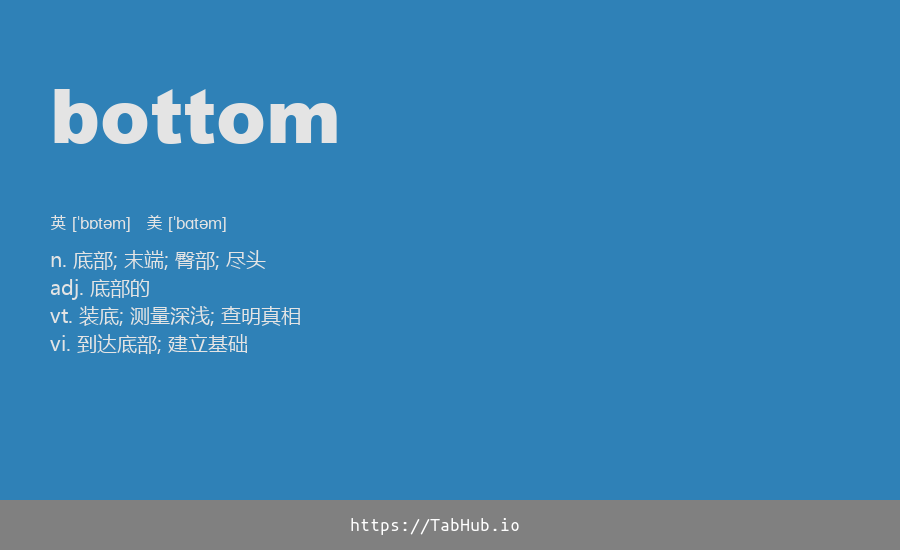 bottom
英 ['bɒtəm] 美 ['bɑtəm]
n. 底部; 末端; 臀部; 尽头
adj. 底部的
vt. 装底; 测量深浅; 查明真相
vi. 到达底部; 建立基础
https://TabHub.io